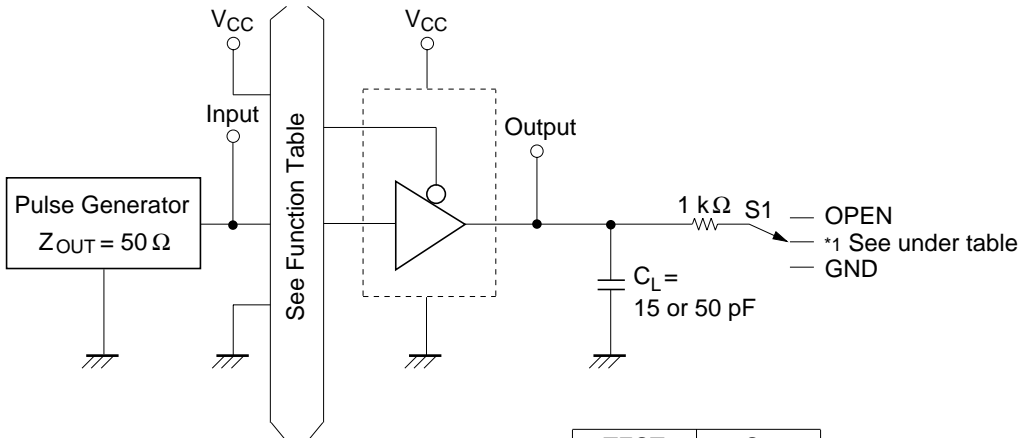 VCC
VCC
Input
Output
Pulse Generator
ZOUT = 50 Ω
See Function Table
1 kΩ
S1
OPEN
*1 See under table
GND
CL =
15 or 50 pF